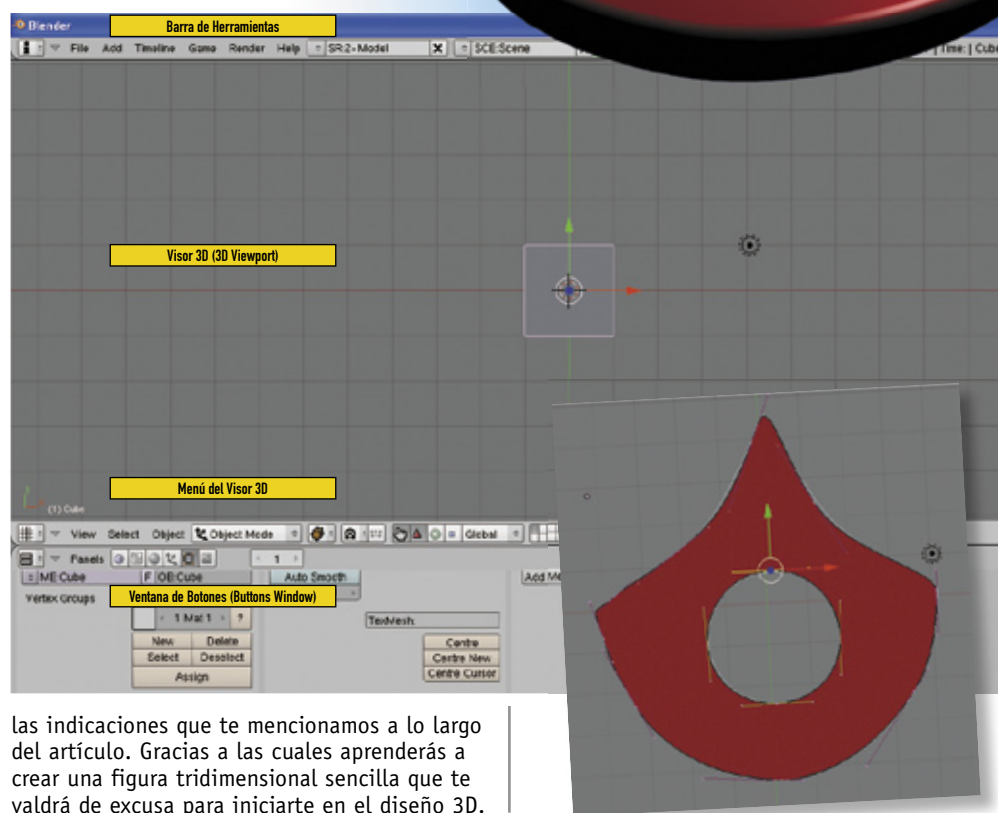 Blender
Barra de Herramientas
File Add Timeline Game Render Help SR:2-Model SCE:Scene Time: | Cube
Visor 3D (3D Viewport)
Menú del Visor 3D
(1) Cube
View Select Object Object Mode Global
Panels 1
ME:Cube F OB:Cube Auto Smooth Add Me
Vertex Groups
Ventana de Botones (Buttons Window)
1 Mat 1 ? TexMesh:
New Delete Centre
Select Deselect Centre New
Assign Centre Cursor
las indicaciones que te mencionamos a lo largo
del artículo. Gracias a las cuales aprenderás a
crear una figura tridimensional sencilla que te
valdrá de excusa para iniciarte en el diseño 3D.